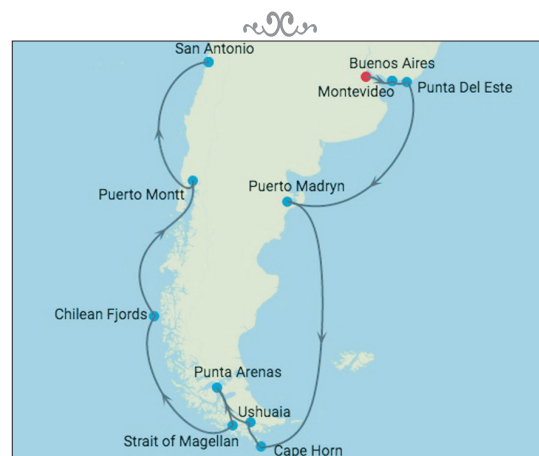 San Antonio
Buenos Aires
Montevideo
Punta Del Este
Puerto Montt
Puerto Madryn
Chilean Fjords
Punta Arenas
Ushuaia
Strait of Magellan
Cape Horn